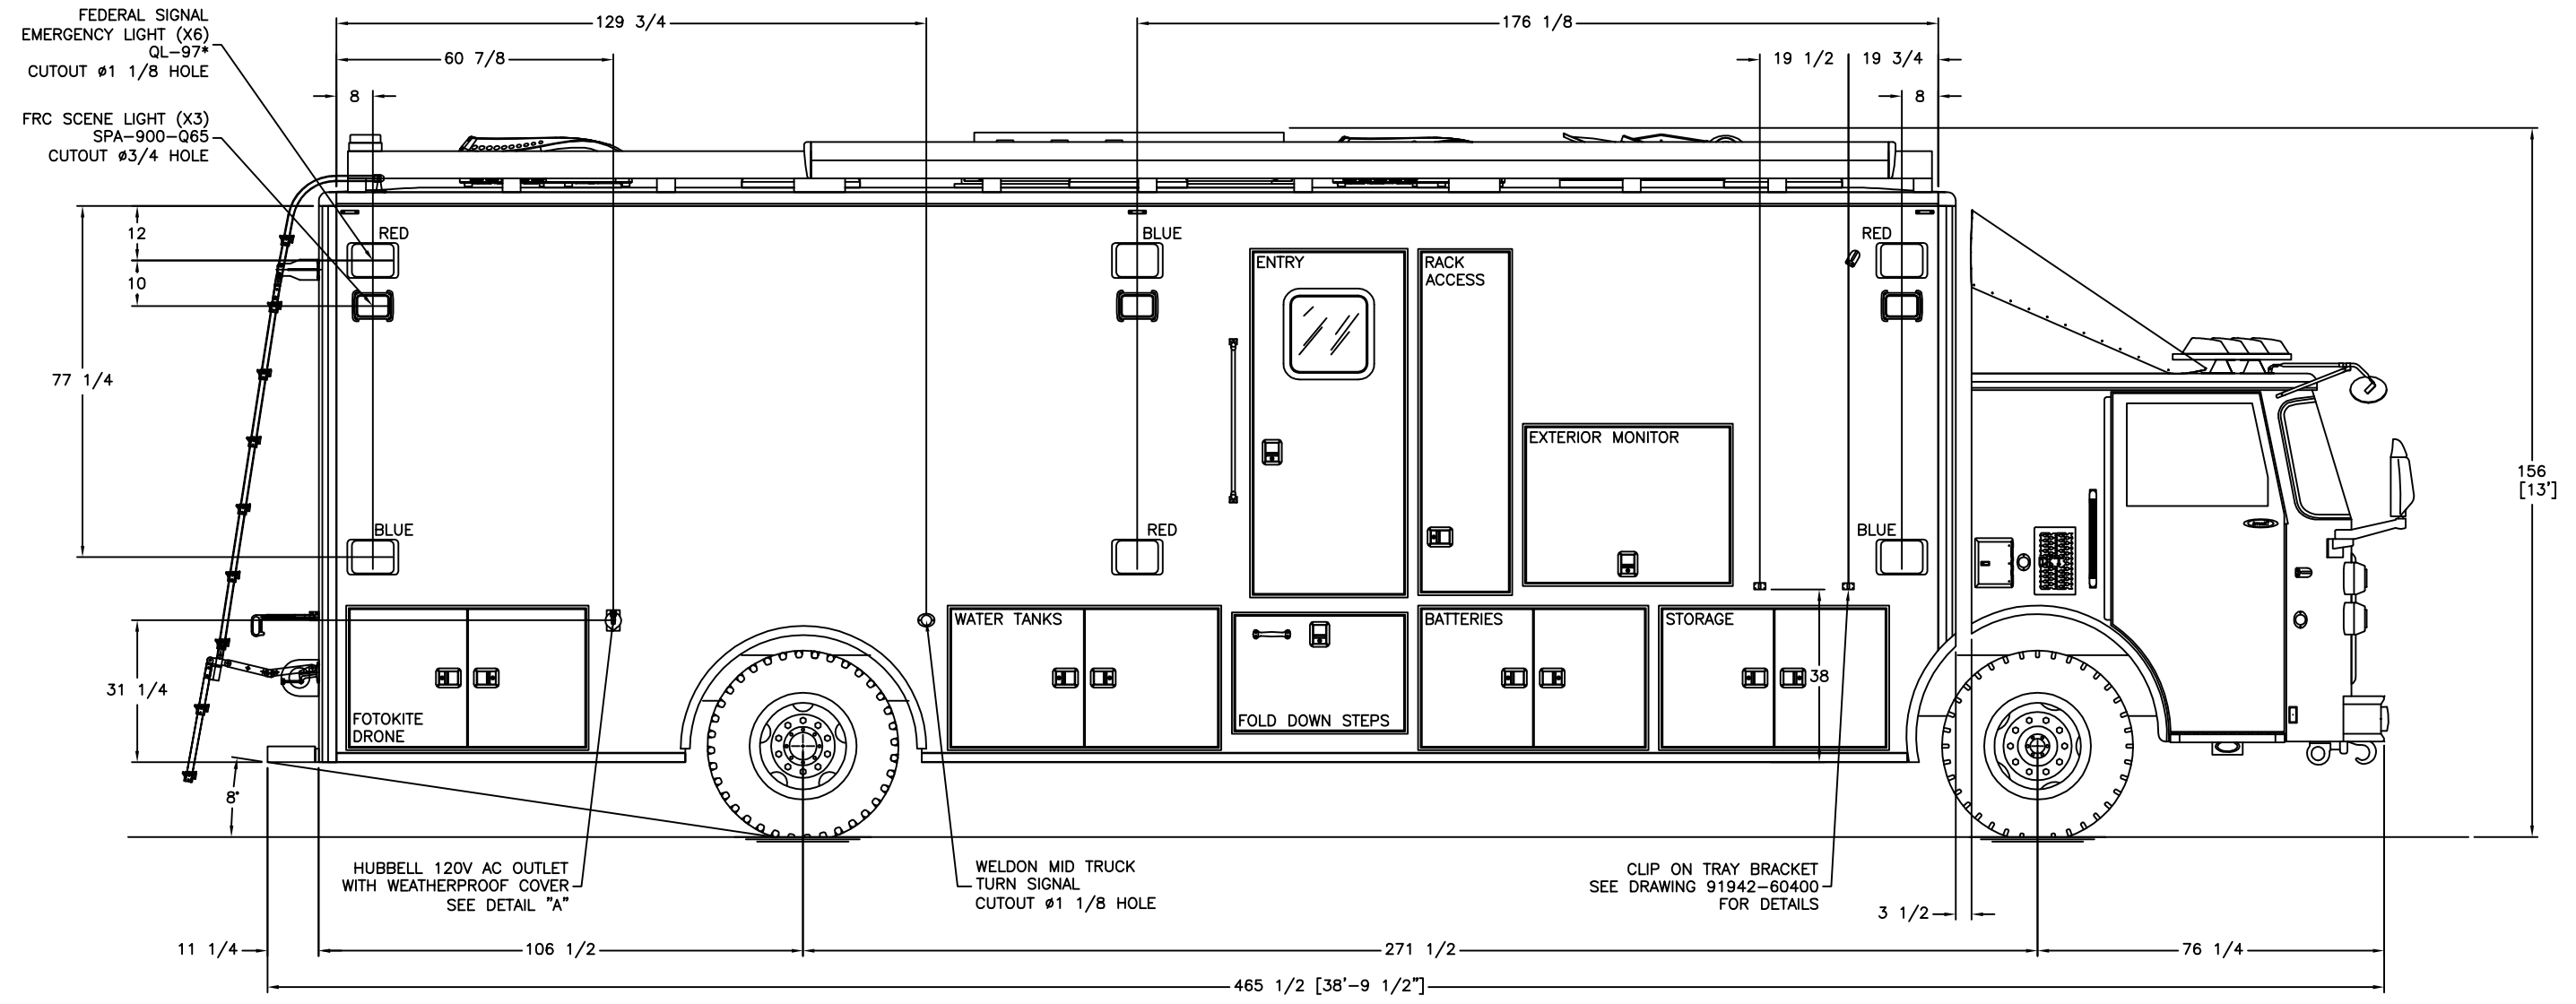 FEDERAL SIGNAL
EMERGENCY LIGHT (X6)
QL-97*
CUTOUT ø1 1/8 HOLE
FRC SCENE LIGHT (X3)
SPA-900-Q65
CUTOUT ø3/4 HOLE
129 3/4
176 1/8
60 7/8
19 1/2
19 3/4
8
8
12
10
77 1/4
31 1/4
8°
RED
BLUE
RED
BLUE
RED
BLUE
ENTRY
RACK
ACCESS
EXTERIOR MONITOR
156
[13']
FOTOKITE
DRONE
WATER TANKS
FOLD DOWN STEPS
BATTERIES
STORAGE
38
HUBBELL 120V AC OUTLET
WITH WEATHERPROOF COVER
SEE DETAIL "A"
WELDON MID TRUCK
TURN SIGNAL
CUTOUT ø1 1/8 HOLE
CLIP ON TRAY BRACKET
SEE DRAWING 91942-60400
FOR DETAILS
3 1/2
11 1/4
106 1/2
271 1/2
76 1/4
465 1/2 [38'-9 1/2"]